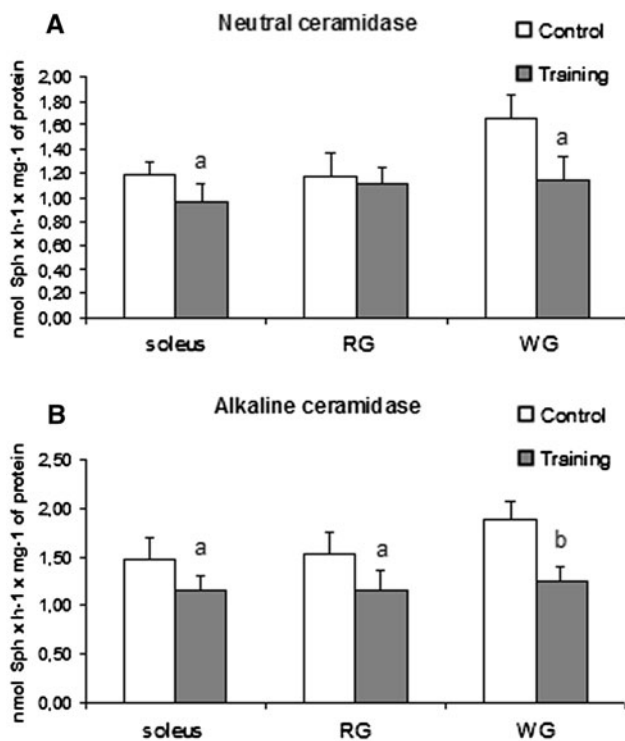 A
Neutral ceramidase
Control
Training
nmol Sph x h-1 x mg-1 of protein
2,00
1,80
1,60
1,40
1,20
1,00
0,80
0,60
0,40
0,20
0,00
a
a
soleus RG WG
B
Alkaline ceramidase
Control
Training
nmol Sph x h-1 x mg-1 of protein
2,50
2,00
1,50
1,00
0,50
0,00
a
a
b
soleus RG WG